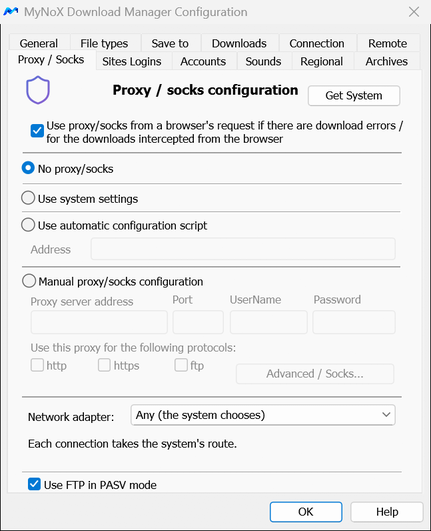 MyNoX Download Manager Configuration
General
File types
Save to
Downloads
Connection
Remote
Proxy / Socks
Sites Logins
Accounts
Sounds
Regional
Archives
Proxy / socks configuration
Get System
Use proxy/socks from a browser's request if there are download errors /
for the downloads intercepted from the browser
No proxy/socks
Use system settings
Use automatic configuration script
Address
Manual proxy/socks configuration
Proxy server address
Port
UserName
Password
Use this proxy for the following protocols:
http
https
ftp
Advanced / Socks...
Network adapter:
Any (the system chooses)
Each connection takes the system's route.
Use FTP in PASV mode
OK
Help